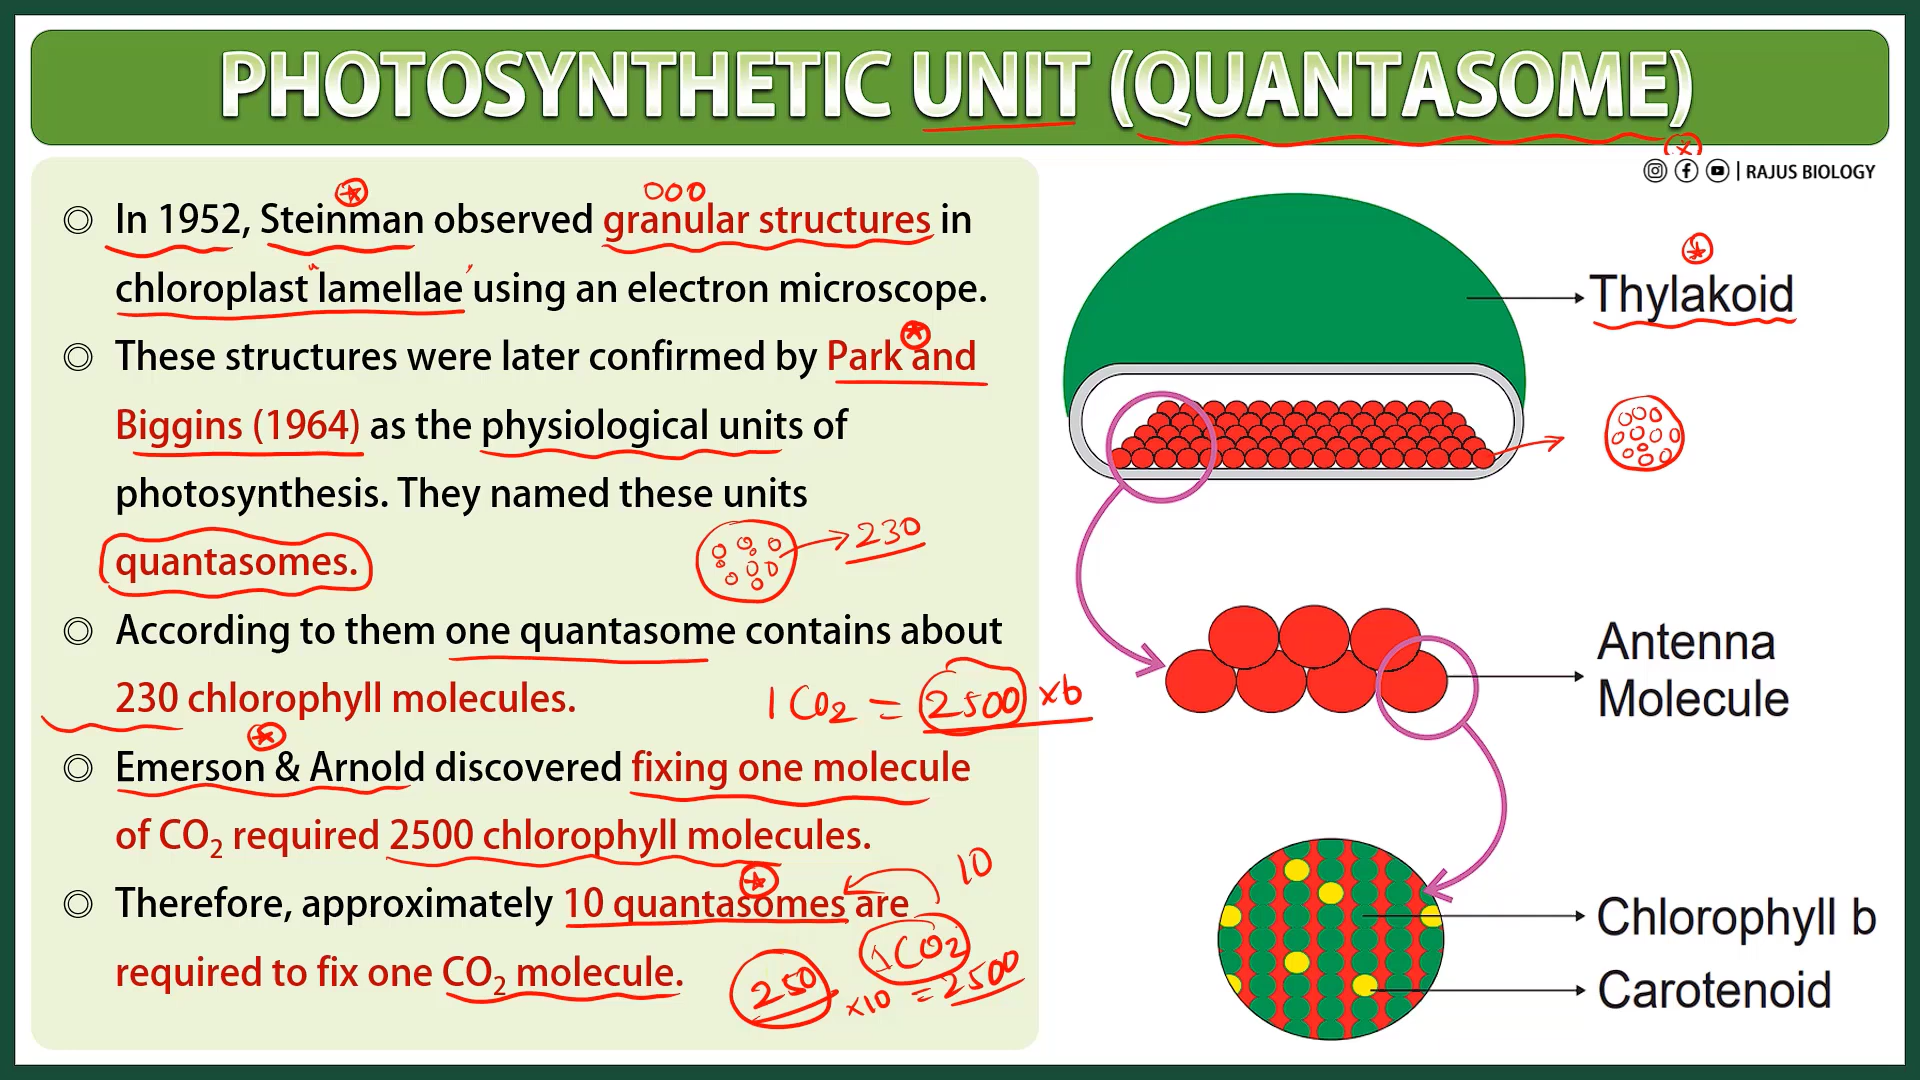 PHOTOSYNTHETIC UNIT (QUANTASOME)
| RAJUS BIOLOGY
◎ In 1952, Steinman observed granular structures in
chloroplast "lamellae" using an electron microscope.
◎ These structures were later confirmed by Park and
Biggins (1964) as the physiological units of
photosynthesis. They named these units
quantasomes.
230
◎ According to them one quantasome contains about
230 chlorophyll molecules.
1 CO2 = 2500 x 6
◎ Emerson & Arnold discovered fixing one molecule
of CO₂ required 2500 chlorophyll molecules.
10
◎ Therefore, approximately 10 quantasomes are
required to fix one CO₂ molecule.
1 CO2
250 x10 = 2500
Thylakoid
Antenna
Molecule
Chlorophyll b
Carotenoid